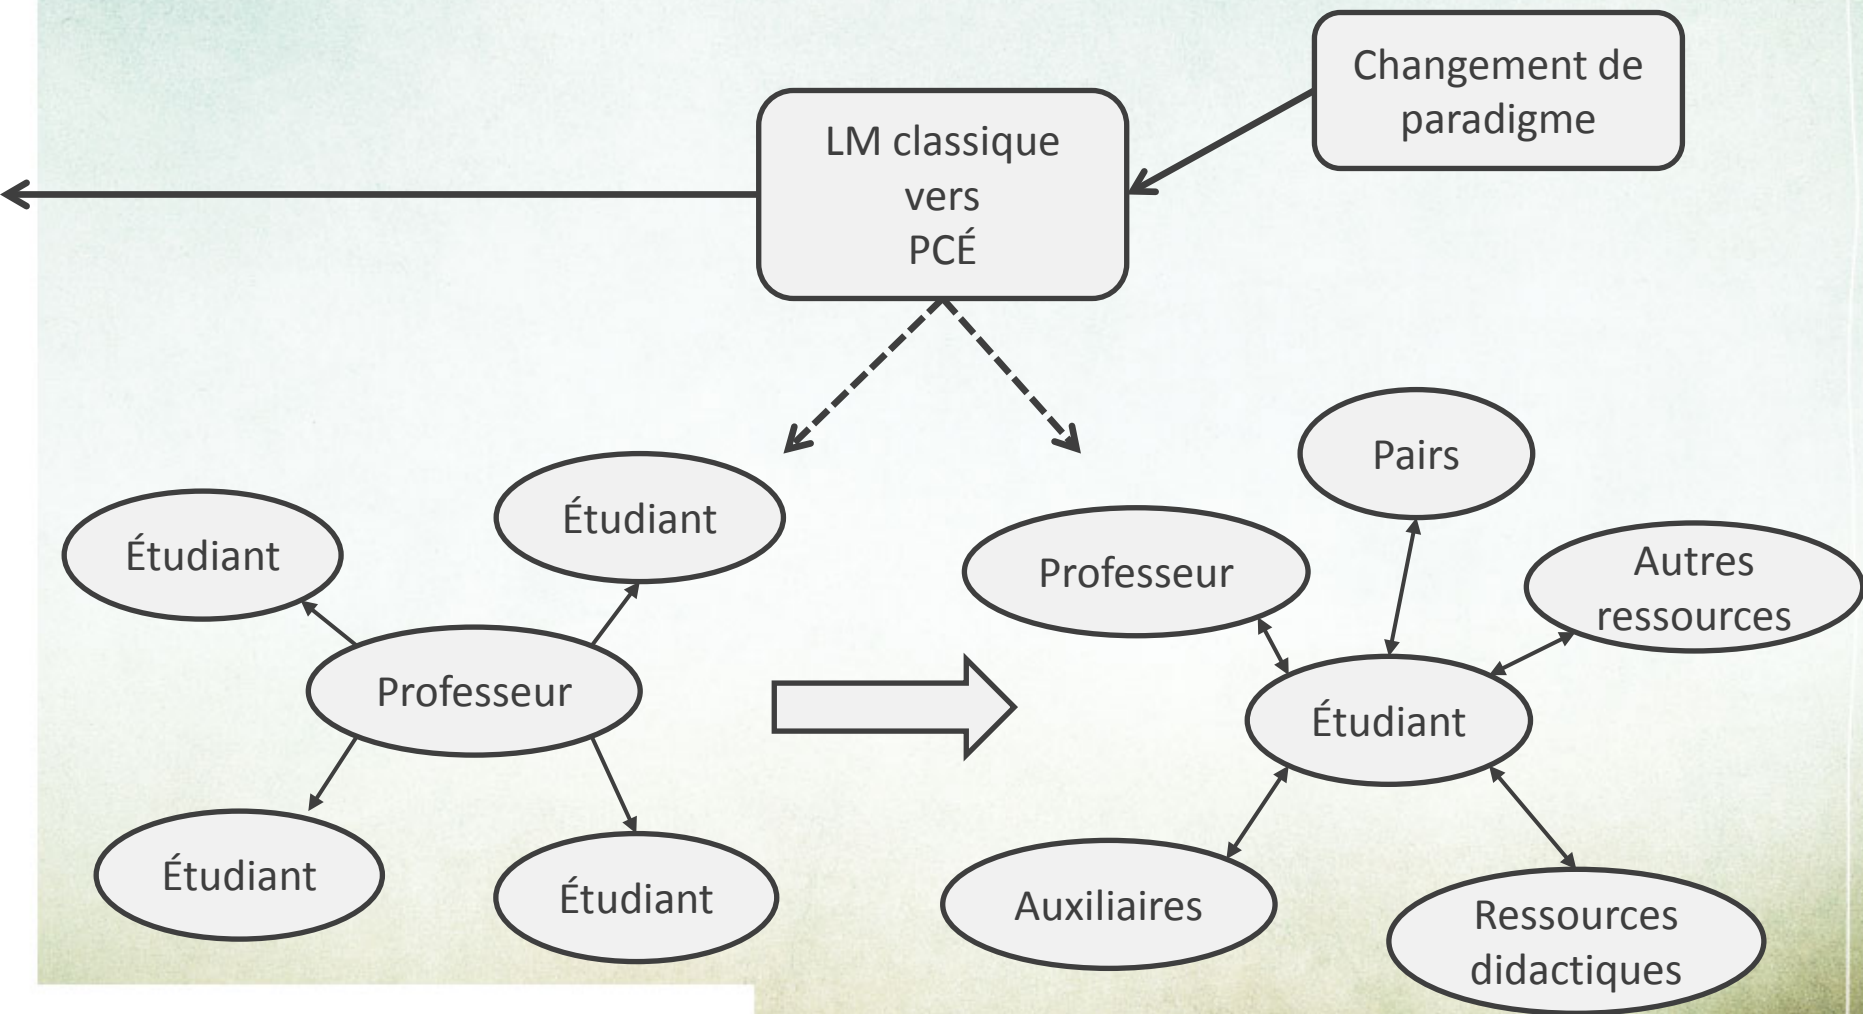 Changement de
paradigme
LM classique
vers
PCÉ
Étudiant
Étudiant
Professeur
Étudiant
Étudiant
Pairs
Professeur
Autres
ressources
Étudiant
Auxiliaires
Ressources
didactiques